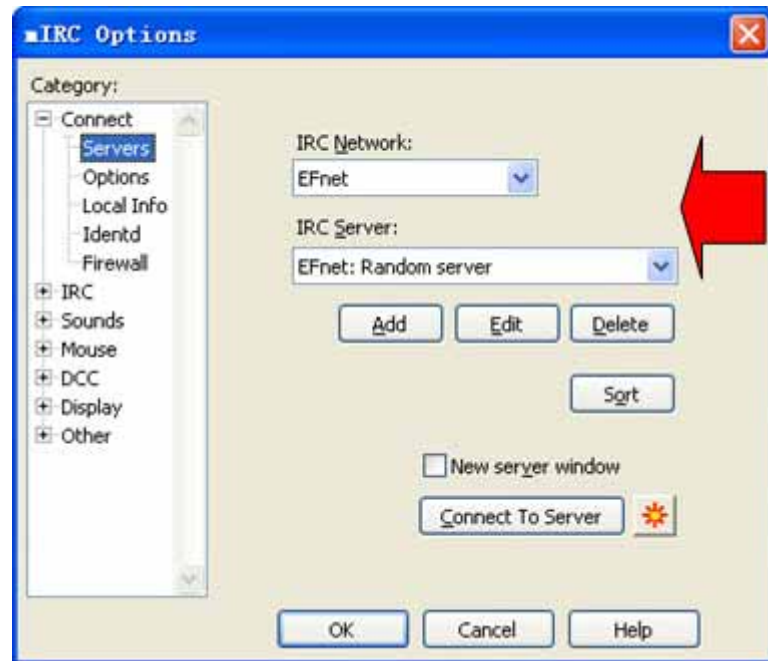 mIRC Options
Category:
Connect
Servers
Options
Local Info
Identd
Firewall
IRC
Sounds
Mouse
DCC
Display
Other
IRC Network:
EFnet
IRC Server:
EFnet: Random server
Add Edit Delete
Sort
New server window
Connect To Server
OK Cancel Help